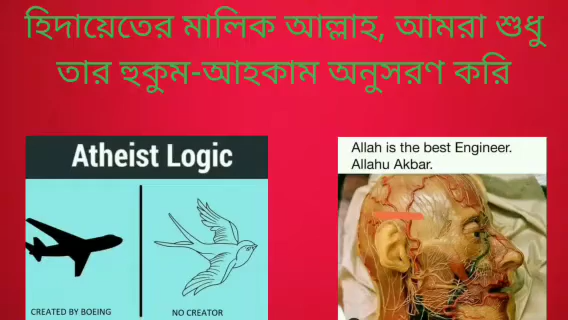 হিদায়েতের মালিক আল্লাহ, আমরা শুধু
তার হুকুম-আহকাম অনুসরণ করি
Atheist Logic
CREATED BY BOEING
NO CREATOR
Allah is the best Engineer.
Allahu Akbar.